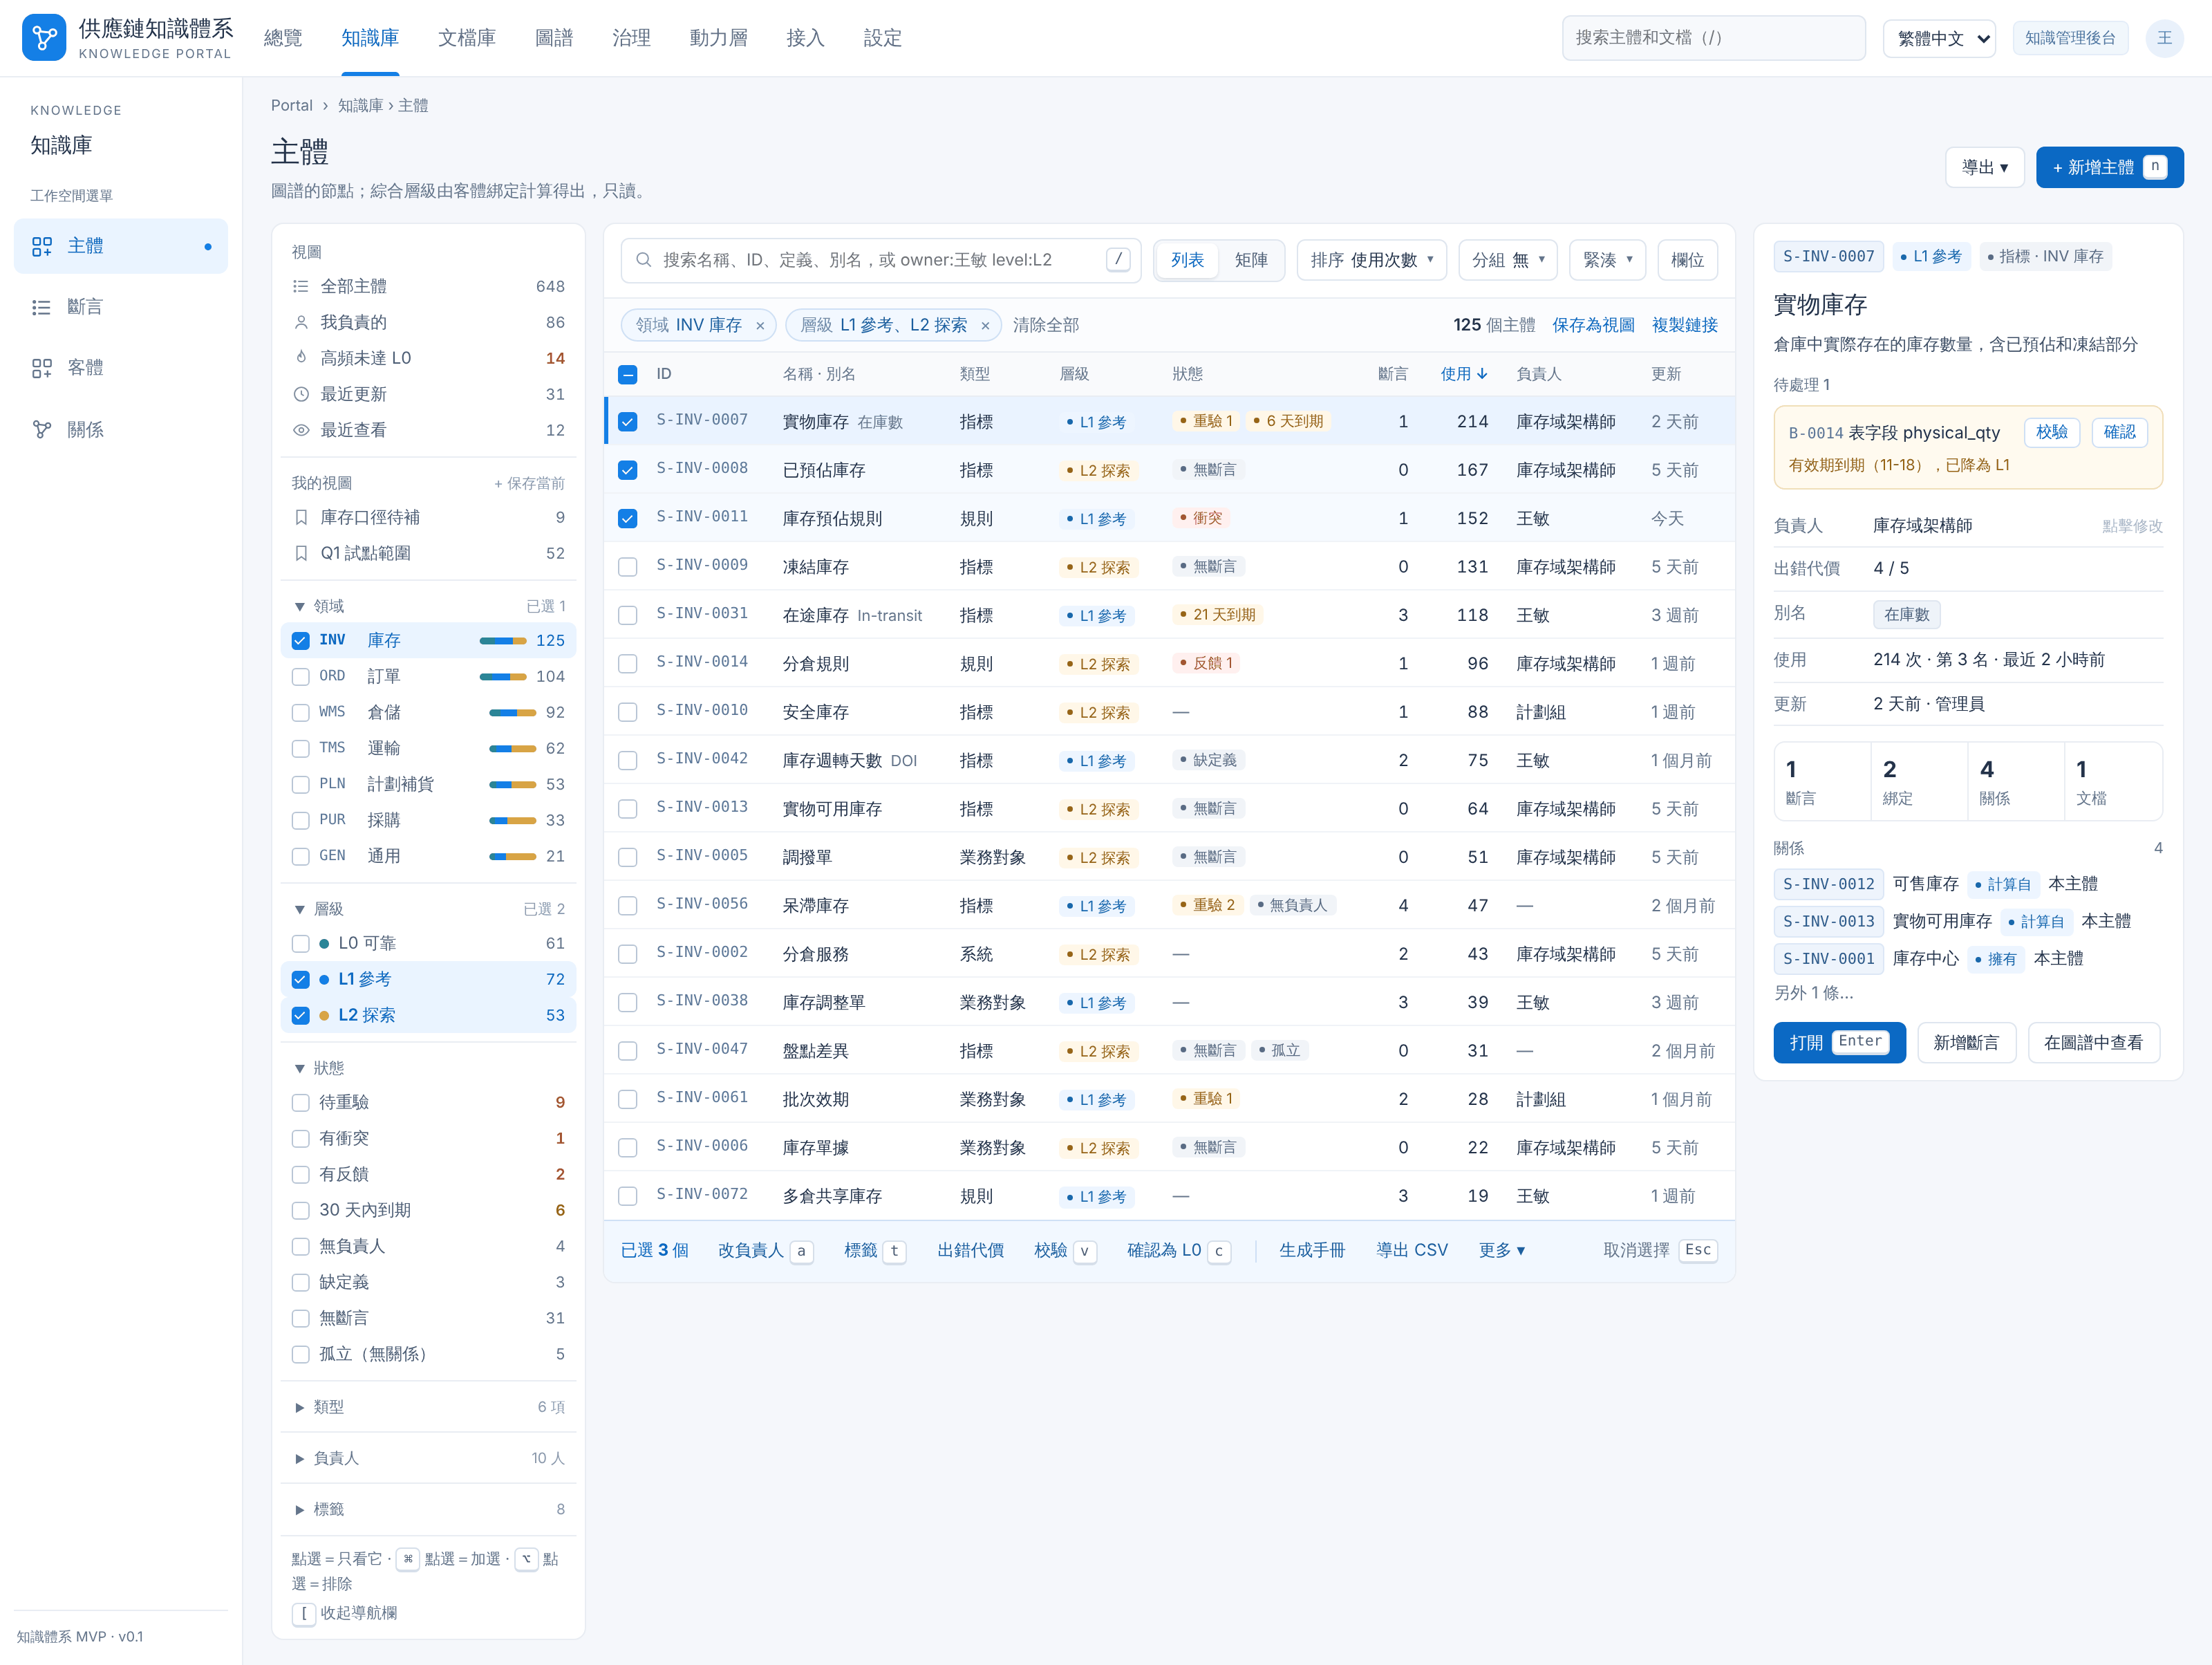 供應鏈知識體系
KNOWLEDGE PORTAL
總覽 知識庫 文檔庫 圖譜 治理 動力層 接入 設定
搜索主體和文檔（/）
繁體中文
知識管理後台
王
KNOWLEDGE
知識庫
工作空間選單
主體
斷言
客體
關係
知識體系 MVP · v0.1
Portal › 知識庫 › 主體
主體
圖譜的節點；綜合層級由客體綁定計算得出，只讀。
導出 ▾
+ 新增主體 n
視圖
全部主體 648
我負責的 86
高頻未達 L0 14
最近更新 31
最近查看 12
我的視圖 + 保存當前
庫存口徑待補 9
Q1 試點範圍 52
▼ 領域 已選 1
INV 庫存 125
ORD 訂單 104
WMS 倉儲 92
TMS 運輸 62
PLN 計劃補貨 53
PUR 採購 33
GEN 通用 21
▼ 層級 已選 2
L0 可靠 61
L1 參考 72
L2 探索 53
▼ 狀態
待重驗 9
有衝突 1
有反饋 2
30 天內到期 6
無負責人 4
缺定義 3
無斷言 31
孤立（無關係） 5
▶ 類型 6 項
▶ 負責人 10 人
▶ 標籤 8
點選＝只看它 · ⌘ 點選＝加選 · ⌥ 點
選＝排除
[ 收起導航欄
搜索名稱、ID、定義、別名，或 owner:王敏 level:L2 /
列表 矩陣
排序 使用次數 ▾
分組 無 ▾
緊湊 ▾
欄位
領域 INV 庫存 ×
層級 L1 參考、L2 探索 ×
清除全部
125 個主體 保存為視圖 複製鏈接
ID 名稱 · 別名 類型 層級 狀態 斷言 使用 ↓ 負責人 更新
S-INV-0007 實物庫存 在庫數 指標 L1 參考 重驗 1 6 天到期 1 214 庫存域架構師 2 天前
S-INV-0008 已預佔庫存 指標 L2 探索 無斷言 0 167 庫存域架構師 5 天前
S-INV-0011 庫存預佔規則 規則 L1 參考 衝突 1 152 王敏 今天
S-INV-0009 凍結庫存 指標 L2 探索 無斷言 0 131 庫存域架構師 5 天前
S-INV-0031 在途庫存 In-transit 指標 L1 參考 21 天到期 3 118 王敏 3 週前
S-INV-0014 分倉規則 規則 L2 探索 反饋 1 1 96 庫存域架構師 1 週前
S-INV-0010 安全庫存 指標 L2 探索 — 1 88 計劃組 1 週前
S-INV-0042 庫存週轉天數 DOI 指標 L1 參考 缺定義 2 75 王敏 1 個月前
S-INV-0013 實物可用庫存 指標 L2 探索 無斷言 0 64 庫存域架構師 5 天前
S-INV-0005 調撥單 業務對象 L2 探索 無斷言 0 51 庫存域架構師 5 天前
S-INV-0056 呆滯庫存 指標 L1 參考 重驗 2 無負責人 4 47 — 2 個月前
S-INV-0002 分倉服務 系統 L2 探索 — 2 43 庫存域架構師 5 天前
S-INV-0038 庫存調整單 業務對象 L1 參考 — 3 39 王敏 3 週前
S-INV-0047 盤點差異 指標 L2 探索 無斷言 孤立 0 31 — 2 個月前
S-INV-0061 批次效期 業務對象 L1 參考 重驗 1 2 28 計劃組 1 個月前
S-INV-0006 庫存單據 業務對象 L2 探索 無斷言 0 22 庫存域架構師 5 天前
S-INV-0072 多倉共享庫存 規則 L1 參考 — 3 19 王敏 1 週前
已選 3 個 改負責人 a 標籤 t 出錯代價 校驗 v 確認為 L0 c 生成手冊 導出 CSV 更多 ▾ 取消選擇 Esc
S-INV-0007 L1 參考 指標 · INV 庫存
實物庫存
倉庫中實際存在的庫存數量，含已預佔和凍結部分
待處理 1
B-0014 表字段 physical_qty 校驗 確認
有效期到期（11-18），已降為 L1
負責人 庫存域架構師 點擊修改
出錯代價 4 / 5
別名 在庫數
使用 214 次 · 第 3 名 · 最近 2 小時前
更新 2 天前 · 管理員
1 2 4 1
斷言 綁定 關係 文檔
關係 4
S-INV-0012 可售庫存 計算自 本主體
S-INV-0013 實物可用庫存 計算自 本主體
S-INV-0001 庫存中心 擁有 本主體
另外 1 條…
打開 Enter 新增斷言 在圖譜中查看